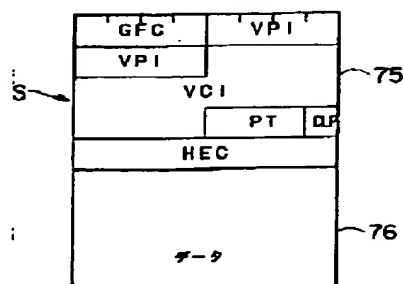 GFC VPI
VPI
75
S
VCI
PT CLP
HEC
76
データ